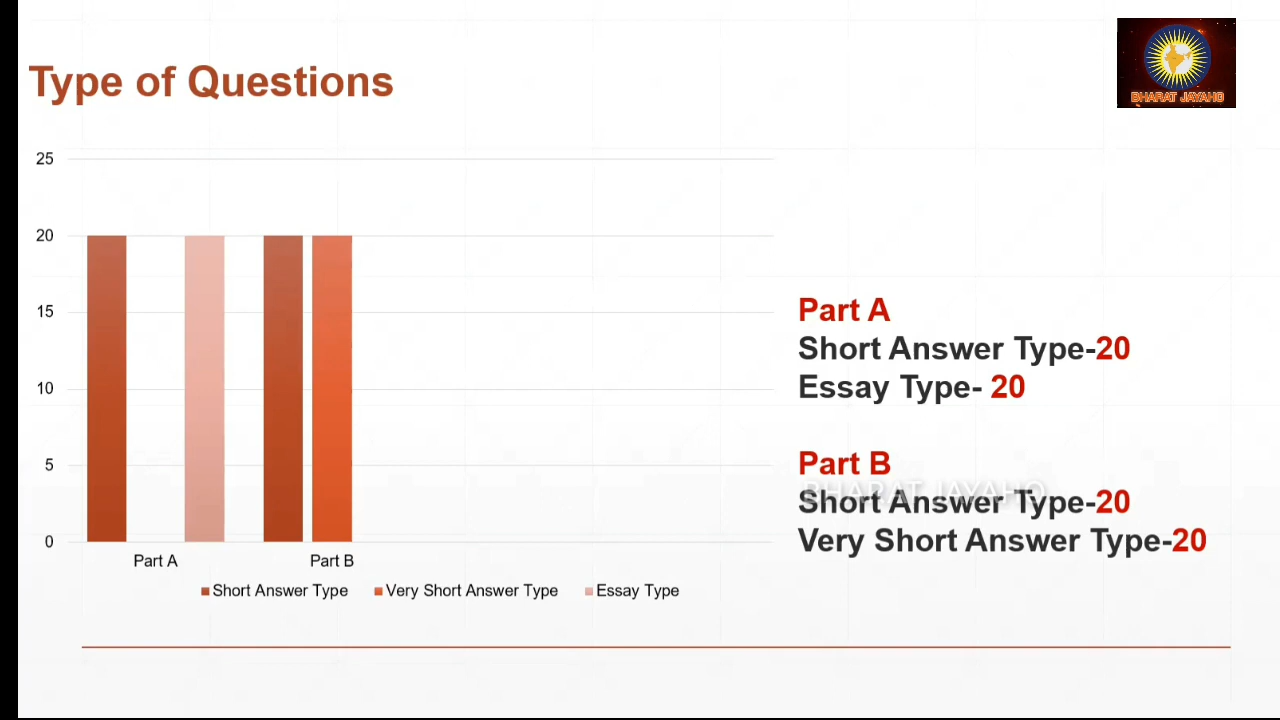 BHARAT JAYAHO
Type of Questions
25
20
15
10
5
0
Part A
Part B
Short Answer Type
Very Short Answer Type
Essay Type
Part A
Short Answer Type-20
Essay Type- 20
Part B
BHARAT JAYAHO
Short Answer Type-20
Very Short Answer Type-20